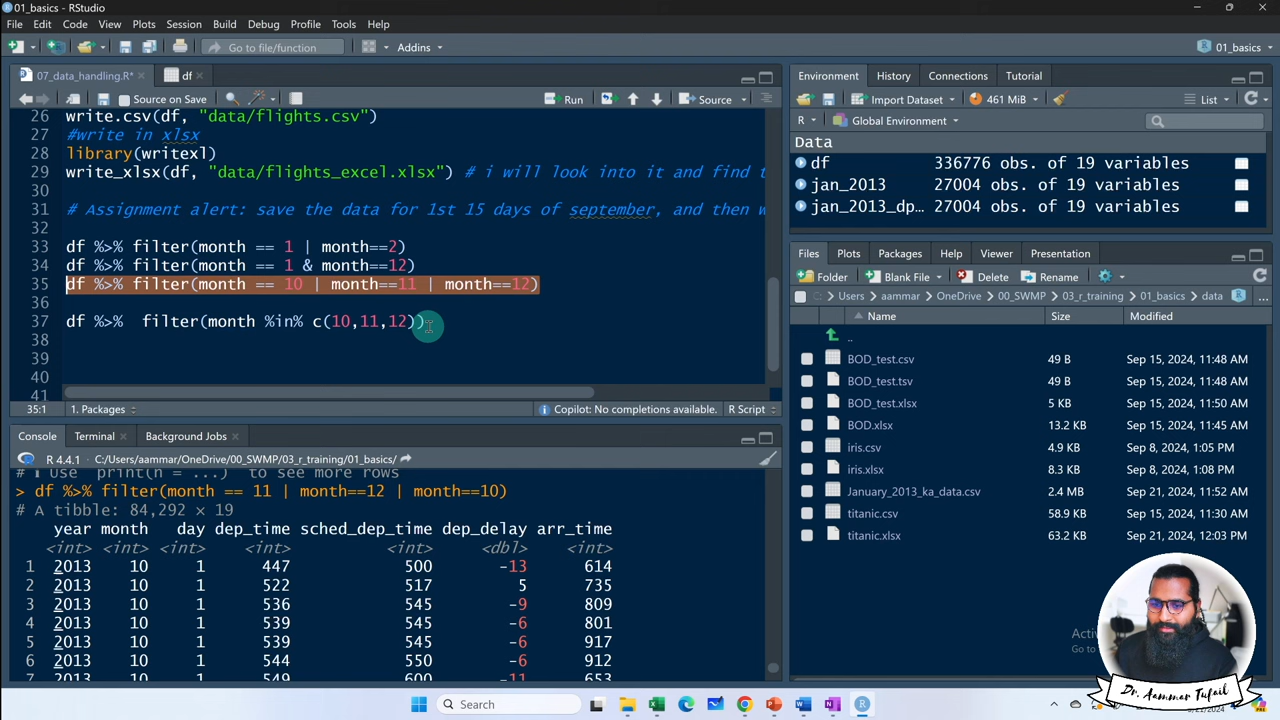 01_basics - RStudio
File Edit Code View Plots Session Build Debug Profile Tools Help
Go to file/function Addins 01_basics
07_data_handling.R* df
Source on Save Run Source
26 write.csv(df, "data/flights.csv")
27 #write in xlsx
28 library(writexl)
29 write_xlsx(df, "data/flights_excel.xlsx") # i will look into it and find t
30
31 # Assignment alert: save the data for 1st 15 days of september, and then w
32
33 df %>% filter(month == 1 | month==2)
34 df %>% filter(month == 1 & month==12)
35 df %>% filter(month == 10 | month==11 | month==12)
36
37 df %>%  filter(month %in% c(10,11,12))
38
39
40
41
35:1 1. Packages Copilot: No completions available. R Script
Console Terminal Background Jobs
R 4.4.1 · C:/Users/aammar/OneDrive/00_SWMP/03_r_training/01_basics/
# ℹ Use `print(n = ...)` to see more rows
> df %>% filter(month == 11 | month==12 | month==10)
# A tibble: 84,292 × 19
year month day dep_time sched_dep_time dep_delay arr_time
<int> <int> <int> <int> <int> <dbl> <int>
1 2013 10 1 447 500 -13 614
2 2013 10 1 522 517 5 735
3 2013 10 1 536 545 -9 809
4 2013 10 1 539 545 -6 801
5 2013 10 1 539 545 -6 917
6 2013 10 1 544 550 -6 912
7 2013 10 1 549 600 -11 653
Environment History Connections Tutorial
Import Dataset 461 MiB List
R Global Environment
Data
df 336776 obs. of 19 variables
jan_2013 27004 obs. of 19 variables
jan_2013_dp… 27004 obs. of 19 variables
Files Plots Packages Help Viewer Presentation
Folder Blank File Delete Rename
Users aammar OneDrive 00_SWMP 03_r_training 01_basics data
Name Size Modified
..
BOD_test.csv 49 B Sep 15, 2024, 11:48 AM
BOD_test.tsv 49 B Sep 15, 2024, 11:48 AM
BOD_test.xlsx 5 KB Sep 15, 2024, 11:50 AM
BOD.xlsx 13.2 KB Sep 15, 2024, 11:45 AM
iris.csv 4.9 KB Sep 8, 2024, 1:05 PM
iris.xlsx 8.3 KB Sep 8, 2024, 1:08 PM
January_2013_ka_data.csv 2.4 MB Sep 21, 2024, 11:52 AM
titanic.csv 58.9 KB Sep 15, 2024, 11:30 AM
titanic.xlsx 63.2 KB Sep 21, 2024, 12:03 PM
Go to
Dr. Aammar Tufail
Search